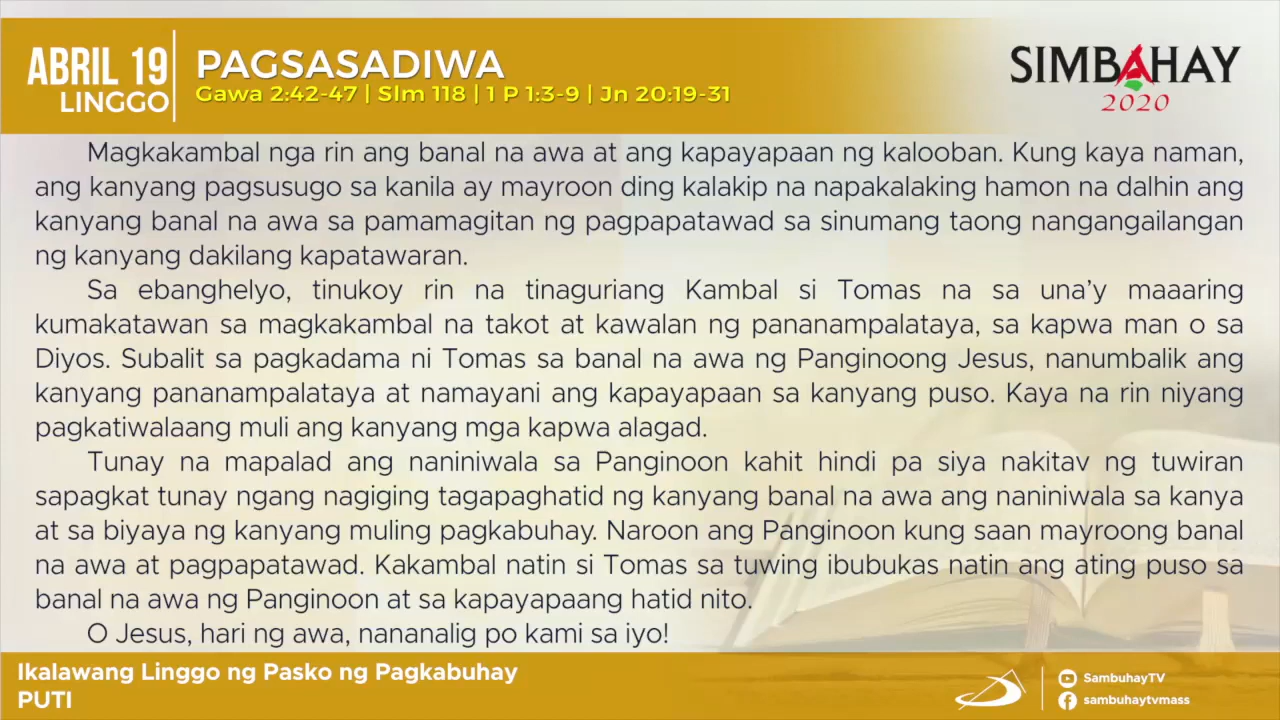 ABRIL 19
LINGGO
PAGSASADIWA
Gawa 2:42-47 | Slm 118 | 1 P 1:3-9 | Jn 20:19-31
SIMBAHAY
2020
Magkakambal nga rin ang banal na awa at ang kapayapaan ng kalooban. Kung kaya naman,
ang kanyang pagsusugo sa kanila ay mayroon ding kalakip na napakalaking hamon na dalhin ang
kanyang banal na awa sa pamamagitan ng pagpapatawad sa sinumang taong nangangailangan
ng kanyang dakilang kapatawaran.
Sa ebanghelyo, tinukoy rin na tinaguriang Kambal si Tomas na sa una’y maaaring
kumakatawan sa magkakambal na takot at kawalan ng pananampalataya, sa kapwa man o sa
Diyos. Subalit sa pagkadama ni Tomas sa banal na awa ng Panginoong Jesus, nanumbalik ang
kanyang pananampalataya at namayani ang kapayapaan sa kanyang puso. Kaya na rin niyang
pagkatiwalaang muli ang kanyang mga kapwa alagad.
Tunay na mapalad ang naniniwala sa Panginoon kahit hindi pa siya nakitav ng tuwiran
sapagkat tunay ngang nagiging tagapaghatid ng kanyang banal na awa ang naniniwala sa kanya
at sa biyaya ng kanyang muling pagkabuhay. Naroon ang Panginoon kung saan mayroong banal
na awa at pagpapatawad. Kakambal natin si Tomas sa tuwing ibubukas natin ang ating puso sa
banal na awa ng Panginoon at sa kapayapaang hatid nito.
O Jesus, hari ng awa, nananalig po kami sa iyo!
Ikalawang Linggo ng Pasko ng Pagkabuhay
PUTI
SambuhayTV
sambuhaytvmass